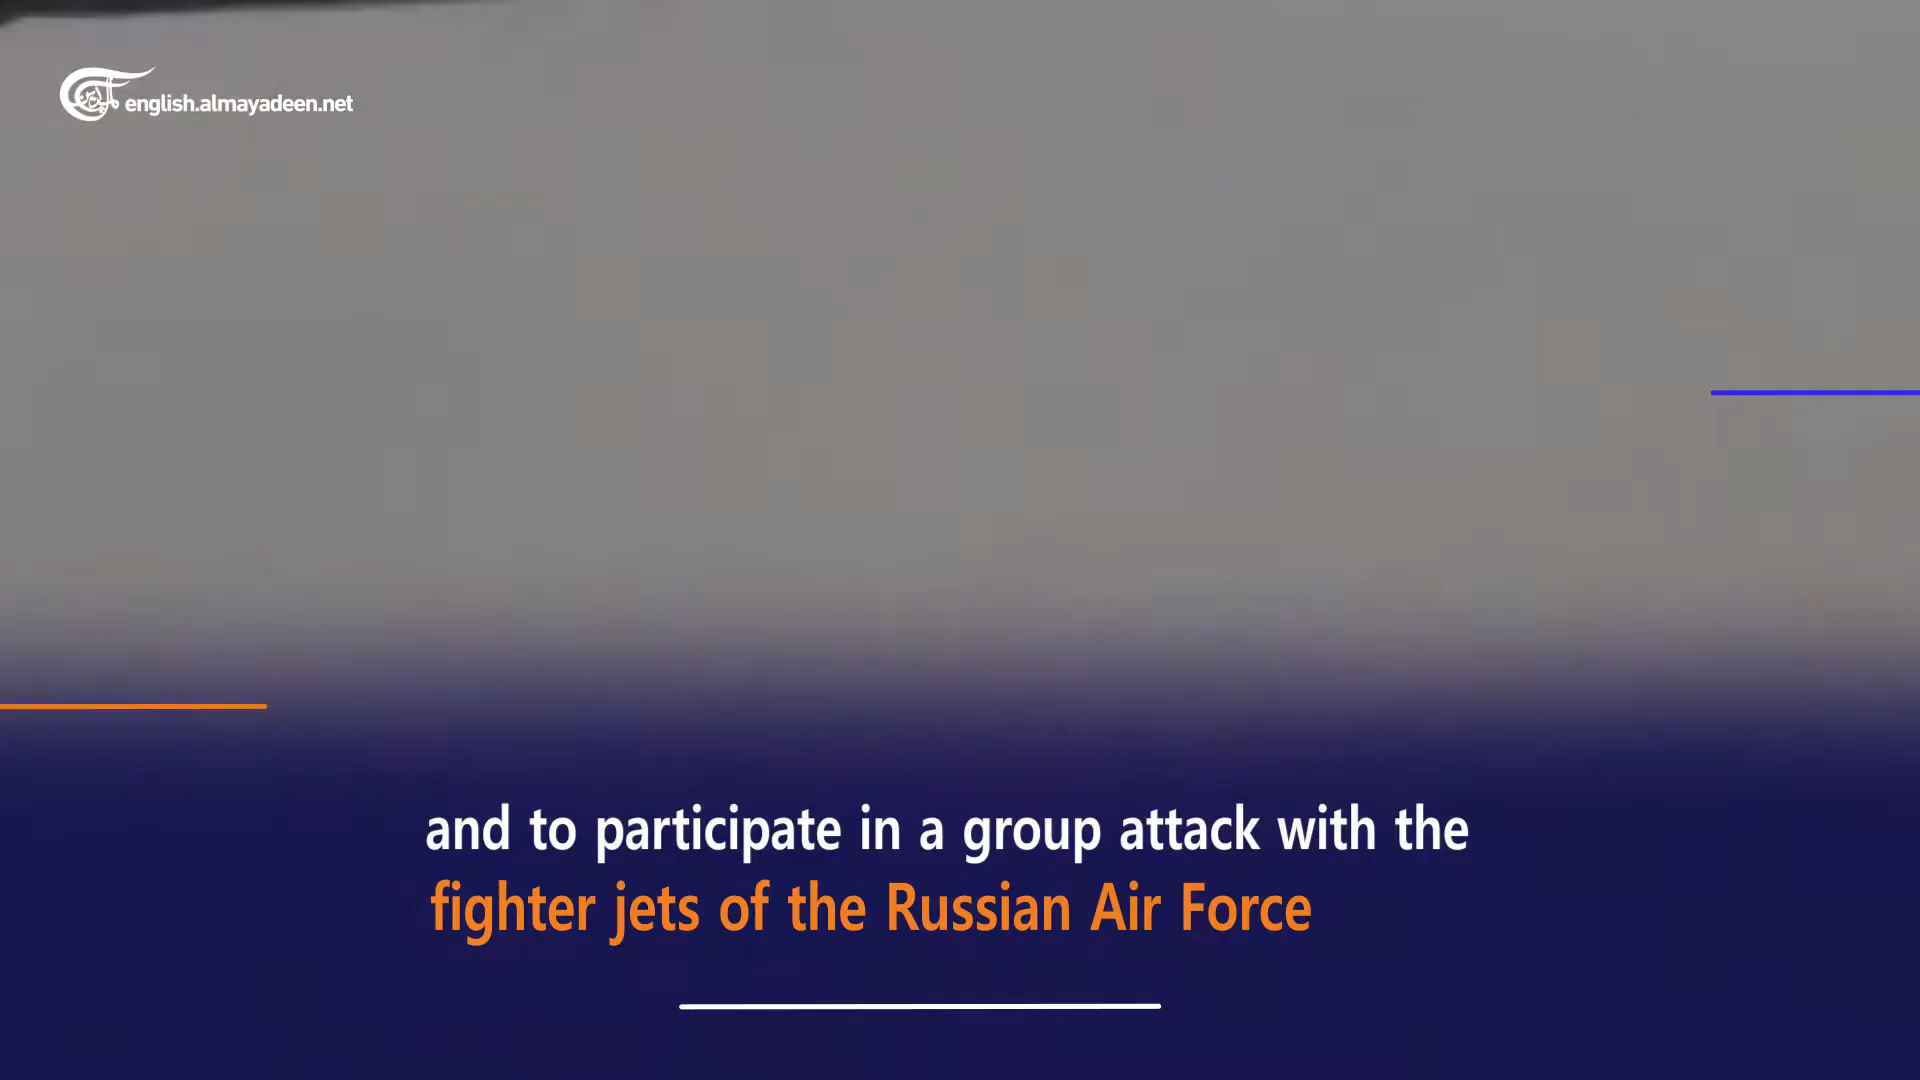 english.almayadeen.net
and to participate in a group attack with the
fighter jets of the Russian Air Force